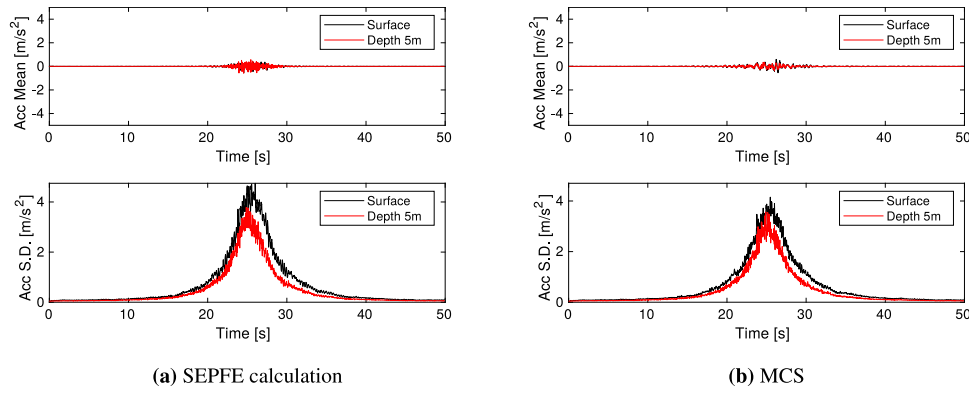 Acc Mean [m/s²]
4
2
0
-2
-4
Surface
Depth 5m
0 10 20 30 40 50
Time [s]
Acc Mean [m/s²]
4
2
0
-2
-4
Surface
Depth 5m
0 10 20 30 40 50
Time [s]
Acc S.D. [m/s²]
4
2
0
Surface
Depth 5m
0 10 20 30 40 50
Time [s]
Acc S.D. [m/s²]
4
2
0
Surface
Depth 5m
0 10 20 30 40 50
Time [s]
(a) SEPFE calculation
(b) MCS